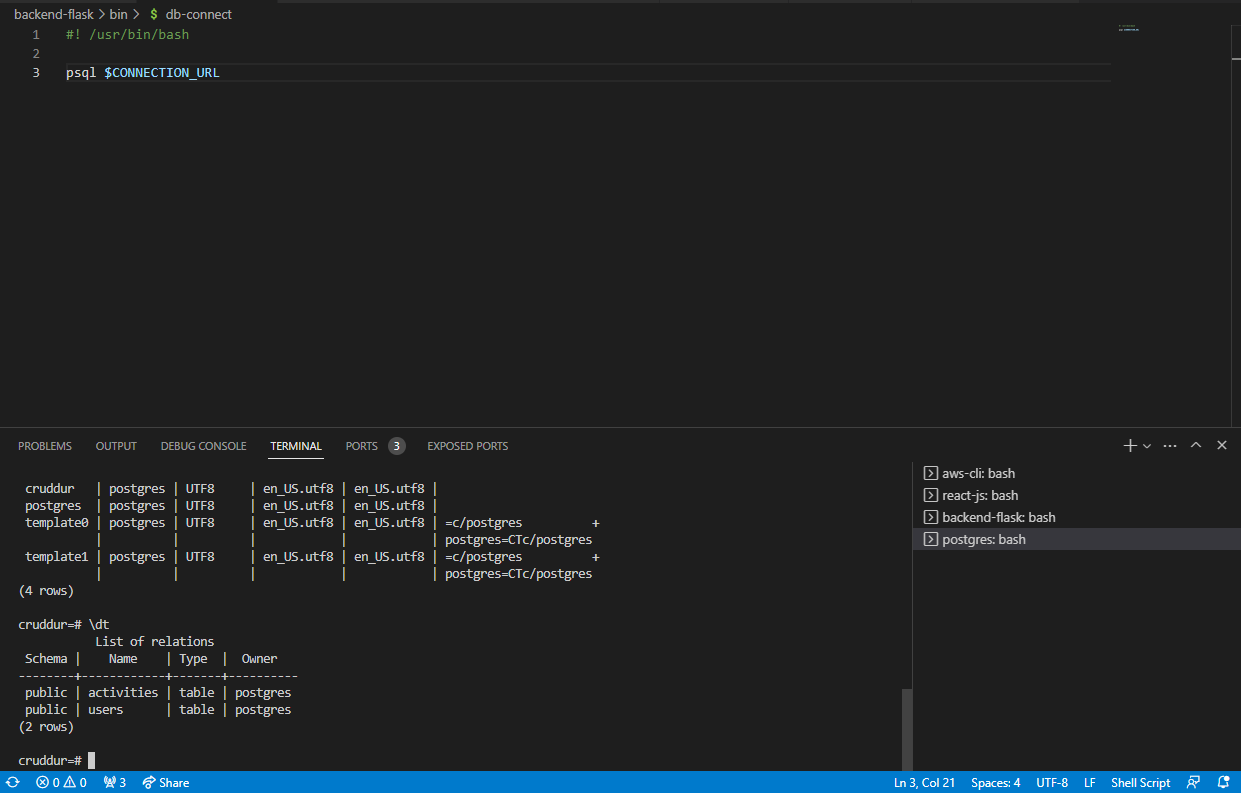 backend-flask > bin > $ db-connect
1 #! /usr/bin/bash
2
3 psql $CONNECTION_URL
PROBLEMS OUTPUT DEBUG CONSOLE TERMINAL PORTS 3 EXPOSED PORTS
 cruddur   | postgres | UTF8     | en_US.utf8 | en_US.utf8 |
 postgres  | postgres | UTF8     | en_US.utf8 | en_US.utf8 |
 template0 | postgres | UTF8     | en_US.utf8 | en_US.utf8 | =c/postgres          +
           |          |          |            |            | postgres=CTc/postgres
 template1 | postgres | UTF8     | en_US.utf8 | en_US.utf8 | =c/postgres          +
           |          |          |            |            | postgres=CTc/postgres
(4 rows)
cruddur=# \dt
           List of relations
 Schema |    Name    | Type  |  Owner
--------+------------+-------+----------
 public | activities | table | postgres
 public | users      | table | postgres
(2 rows)
cruddur=#
aws-cli: bash
react-js: bash
backend-flask: bash
postgres: bash
0 0 3 Share Ln 3, Col 21 Spaces: 4 UTF-8 LF Shell Script